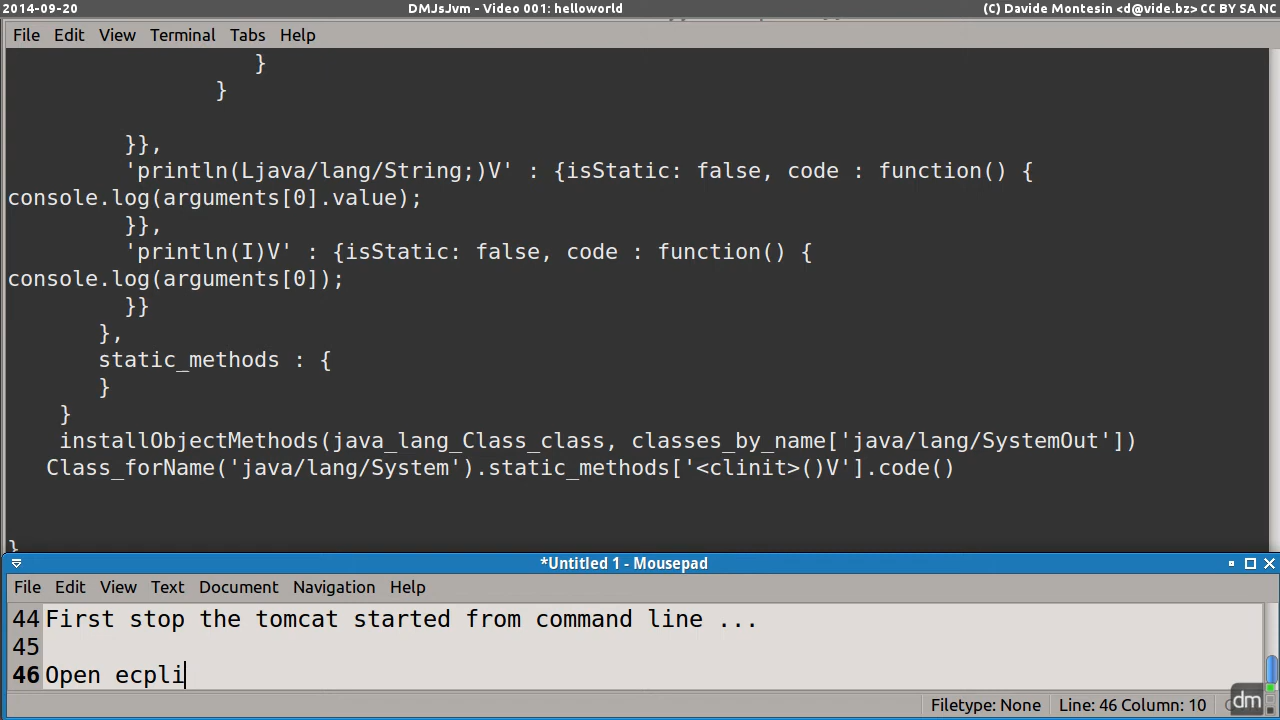 2014-09-20 DMJsJvm - Video 001: helloworld (C) Davide Montesin <d@vide.bz> CC BY SA NC
File Edit View Terminal Tabs Help
}
}
}},
'println(Ljava/lang/String;)V' : {isStatic: false, code : function() {
console.log(arguments[0].value);
}},
'println(I)V' : {isStatic: false, code : function() {
console.log(arguments[0]);
}}
},
static_methods : {
}
}
installObjectMethods(java_lang_Class_class, classes_by_name['java/lang/SystemOut'])
Class_forName('java/lang/System').static_methods['<clinit>()V'].code()
}
*Untitled 1 - Mousepad
File Edit View Text Document Navigation Help
44 First stop the tomcat started from command line ...
45
46 Open ecpli
Filetype: None Line: 46 Column: 10
dm